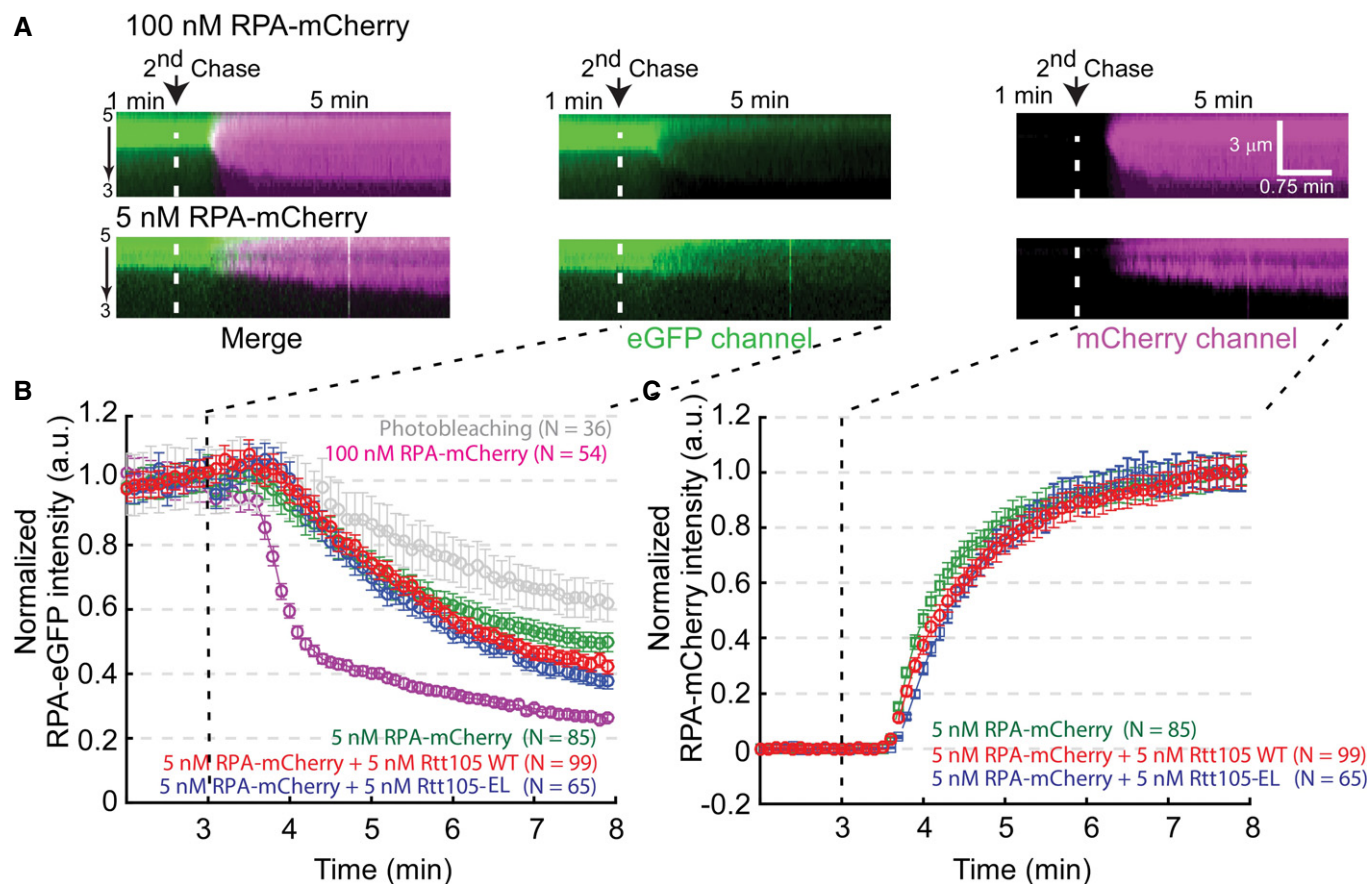 A
100 nM RPA-mCherry
2nd Chase
2nd Chase
2nd Chase
1 min
5 min
1 min
5 min
1 min
5 min
5
3
3 μm
0.75 min
5 nM RPA-mCherry
5
3
Merge
eGFP channel
mCherry channel
B
Normalized
RPA-eGFP intensity (a.u.)
1.2
1.0
0.8
0.6
0.4
0.2
0
Photobleaching (N = 36)
100 nM RPA-mCherry (N = 54)
5 nM RPA-mCherry (N = 85)
5 nM RPA-mCherry + 5 nM Rtt105 WT (N = 99)
5 nM RPA-mCherry + 5 nM Rtt105-EL (N = 65)
3
4
5
6
7
8
Time (min)
C
Normalized
RPA-mCherry intensity (a.u.)
1.2
1.0
0.8
0.6
0.4
0.2
0
-0.2
5 nM RPA-mCherry (N = 85)
5 nM RPA-mCherry + 5 nM Rtt105 WT (N = 99)
5 nM RPA-mCherry + 5 nM Rtt105-EL (N = 65)
3
4
5
6
7
8
Time (min)